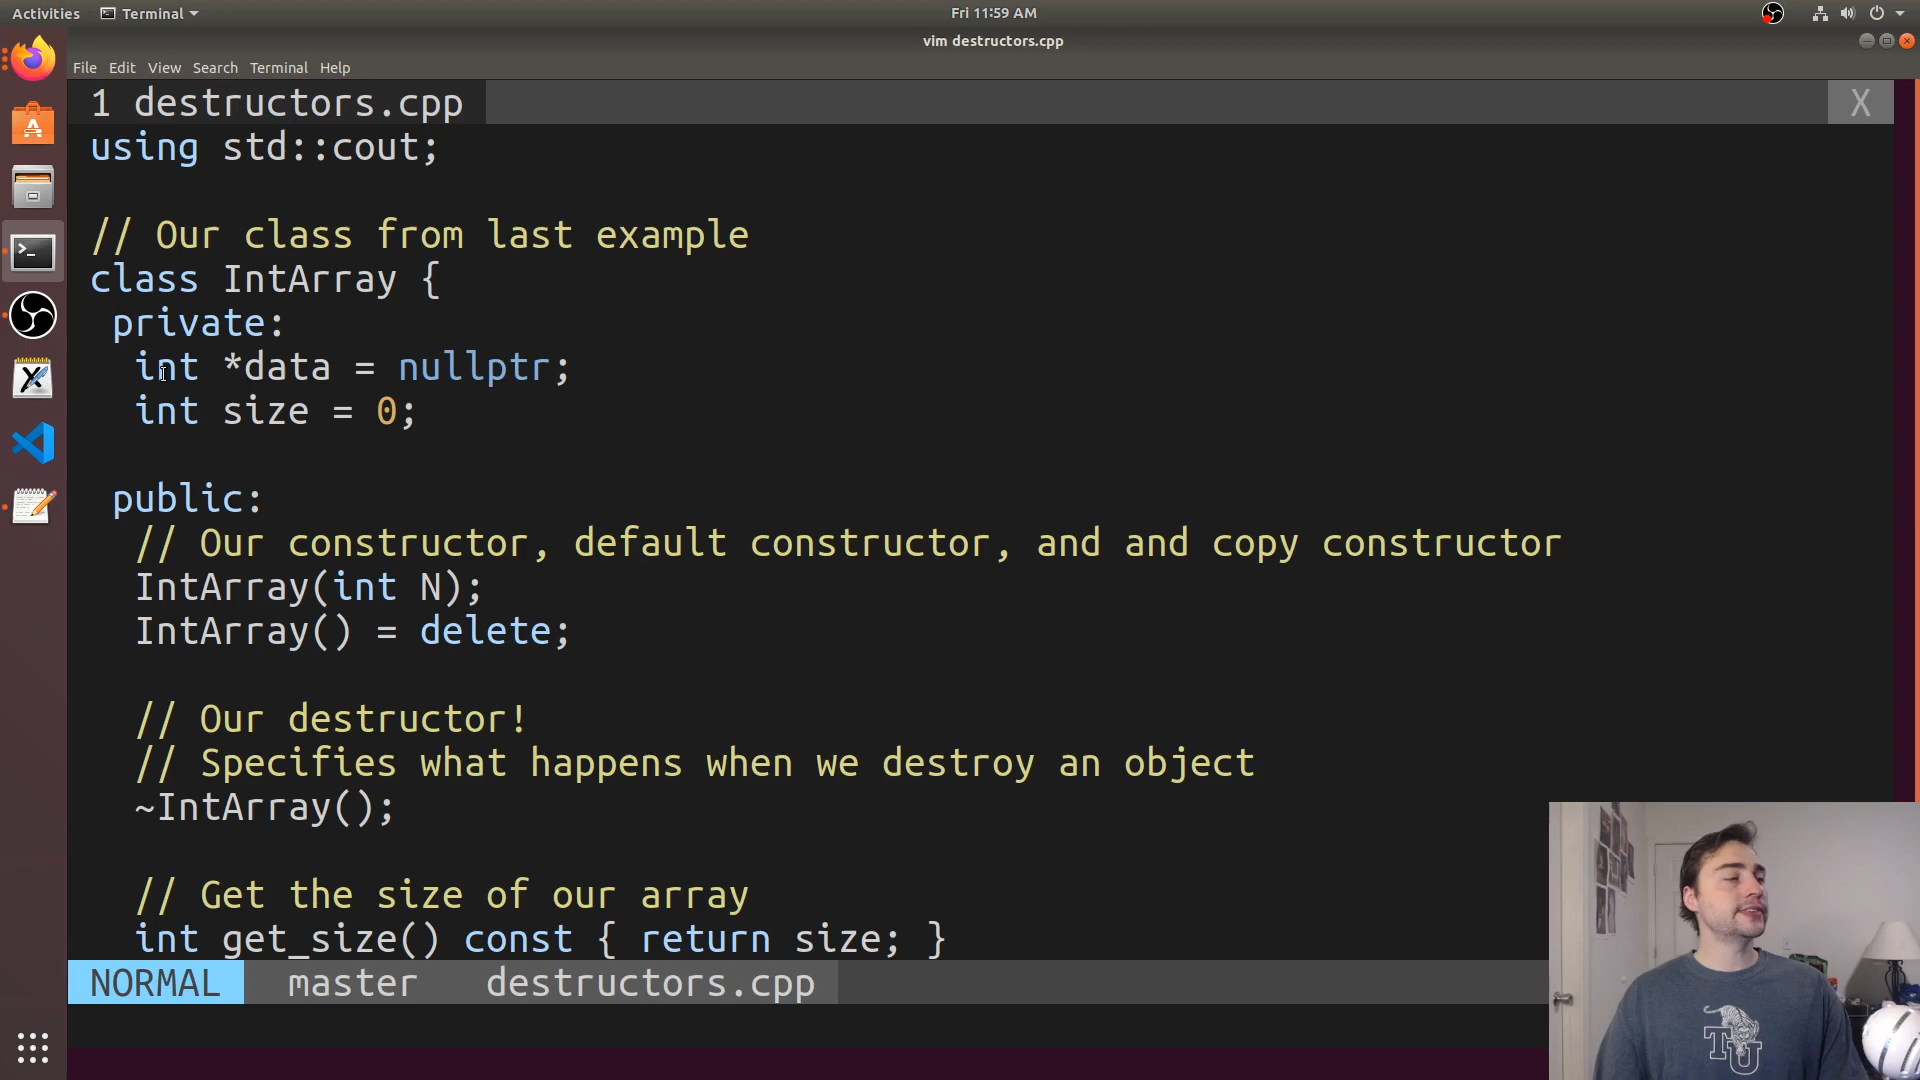 Activities Terminal Fri 11:59 AM
vim destructors.cpp
File Edit View Search Terminal Help
1 destructors.cpp X
using std::cout;
// Our class from last example
class IntArray {
private:
int *data = nullptr;
int size = 0;
public:
// Our constructor, default constructor, and and copy constructor
IntArray(int N);
IntArray() = delete;
// Our destructor!
// Specifies what happens when we destroy an object
~IntArray();
// Get the size of our array
int get_size() const { return size; }
NORMAL master destructors.cpp
TU